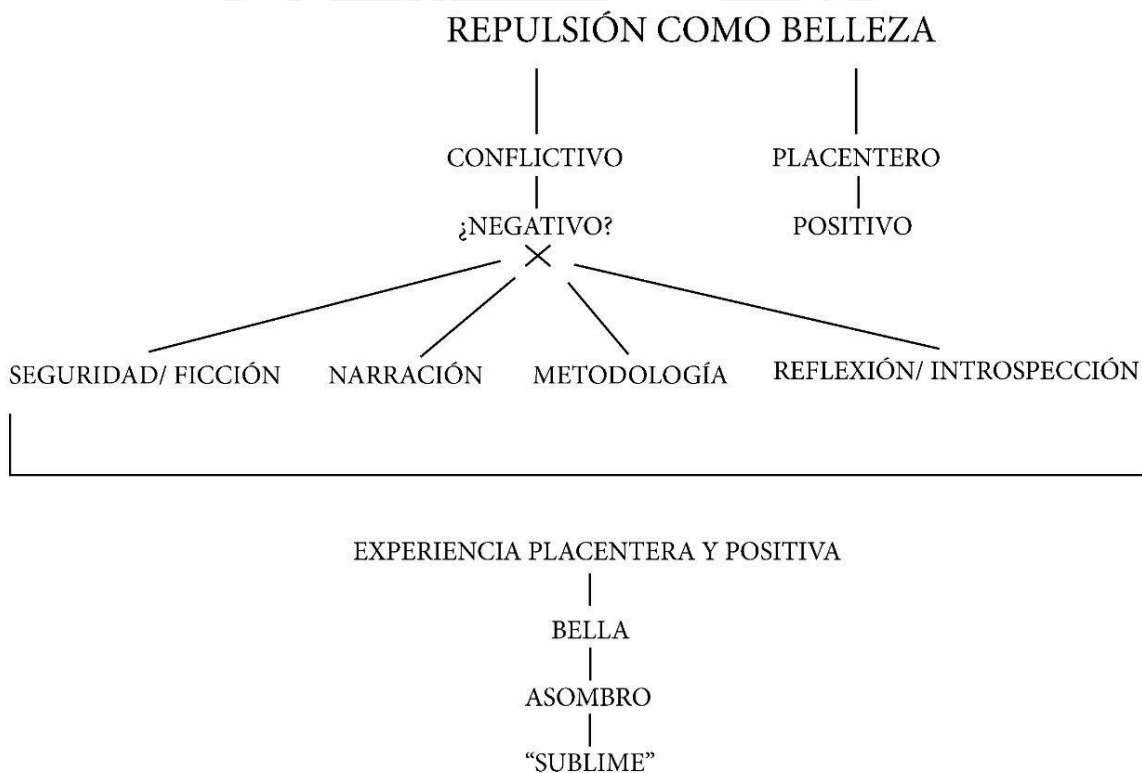 REPULSIÓN COMO BELLEZA
CONFLICTIVO PLACENTERO
¿NEGATIVO? POSITIVO
SEGURIDAD/ FICCIÓN NARRACIÓN METODOLOGÍA REFLEXIÓN/ INTROSPECCIÓN
EXPERIENCIA PLACENTERA Y POSITIVA
BELLA
ASOMBRO
“SUBLIME”